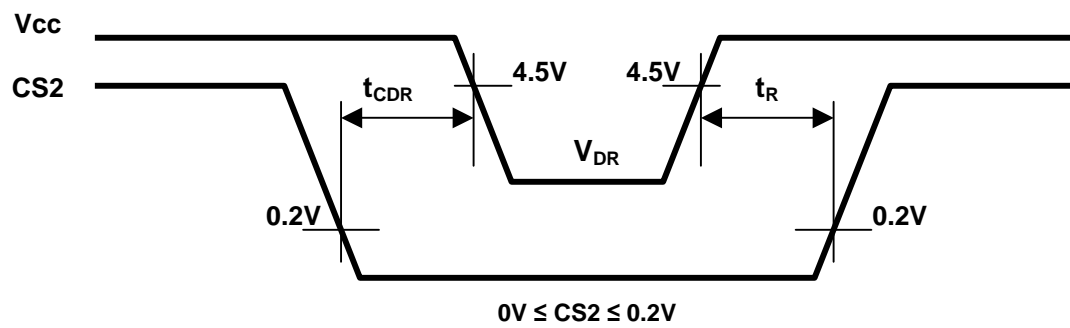 Vcc
CS2
4.5V
4.5V
tCDR
tR
VDR
0.2V
0.2V
0V ≤ CS2 ≤ 0.2V